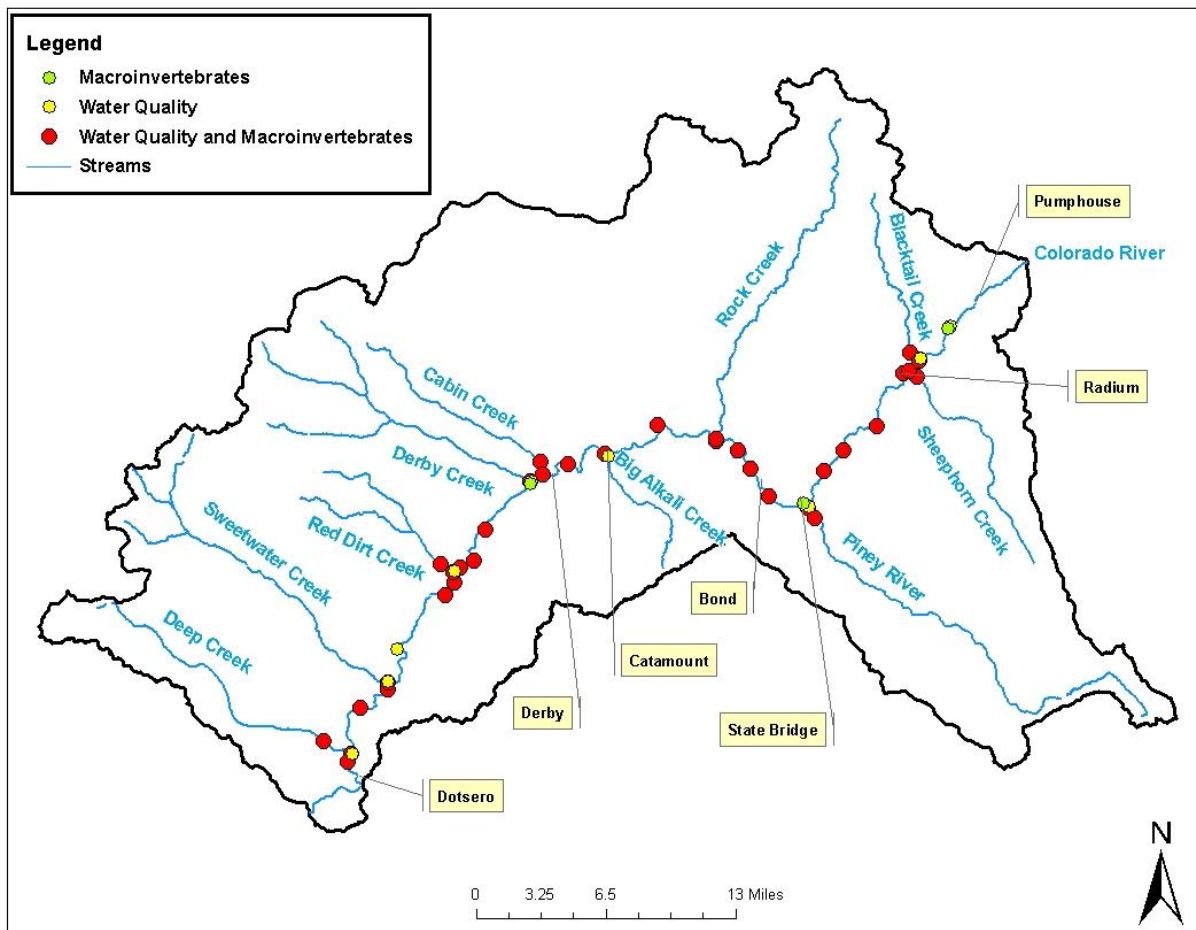 Legend
Macroinvertebrates
Water Quality
Water Quality and Macroinvertebrates
Streams
Pumphouse
Colorado River
Blacktail Creek
Rock Creek
Radium
Cabin Creek
Sheephorn Creek
Derby Creek
Big Alkali Creek
Sweetwater Creek
Red Dirt Creek
Piney River
Deep Creek
Bond
Catamount
Derby
State Bridge
Dotsero
N
0 3.25 6.5 13 Miles